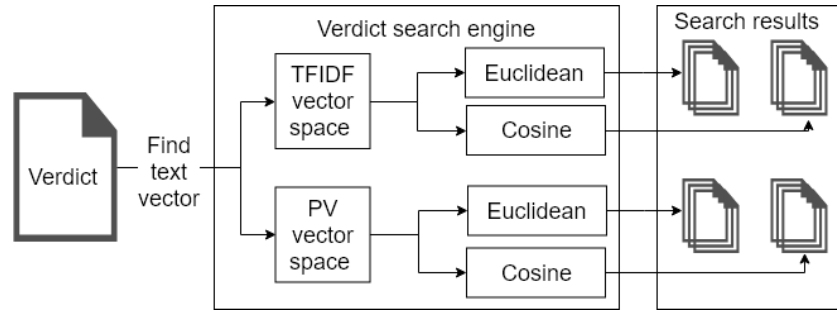 Verdict search engine
Search results
Verdict
Find
text
vector
TFIDF
vector
space
Euclidean
Cosine
PV
vector
space
Euclidean
Cosine